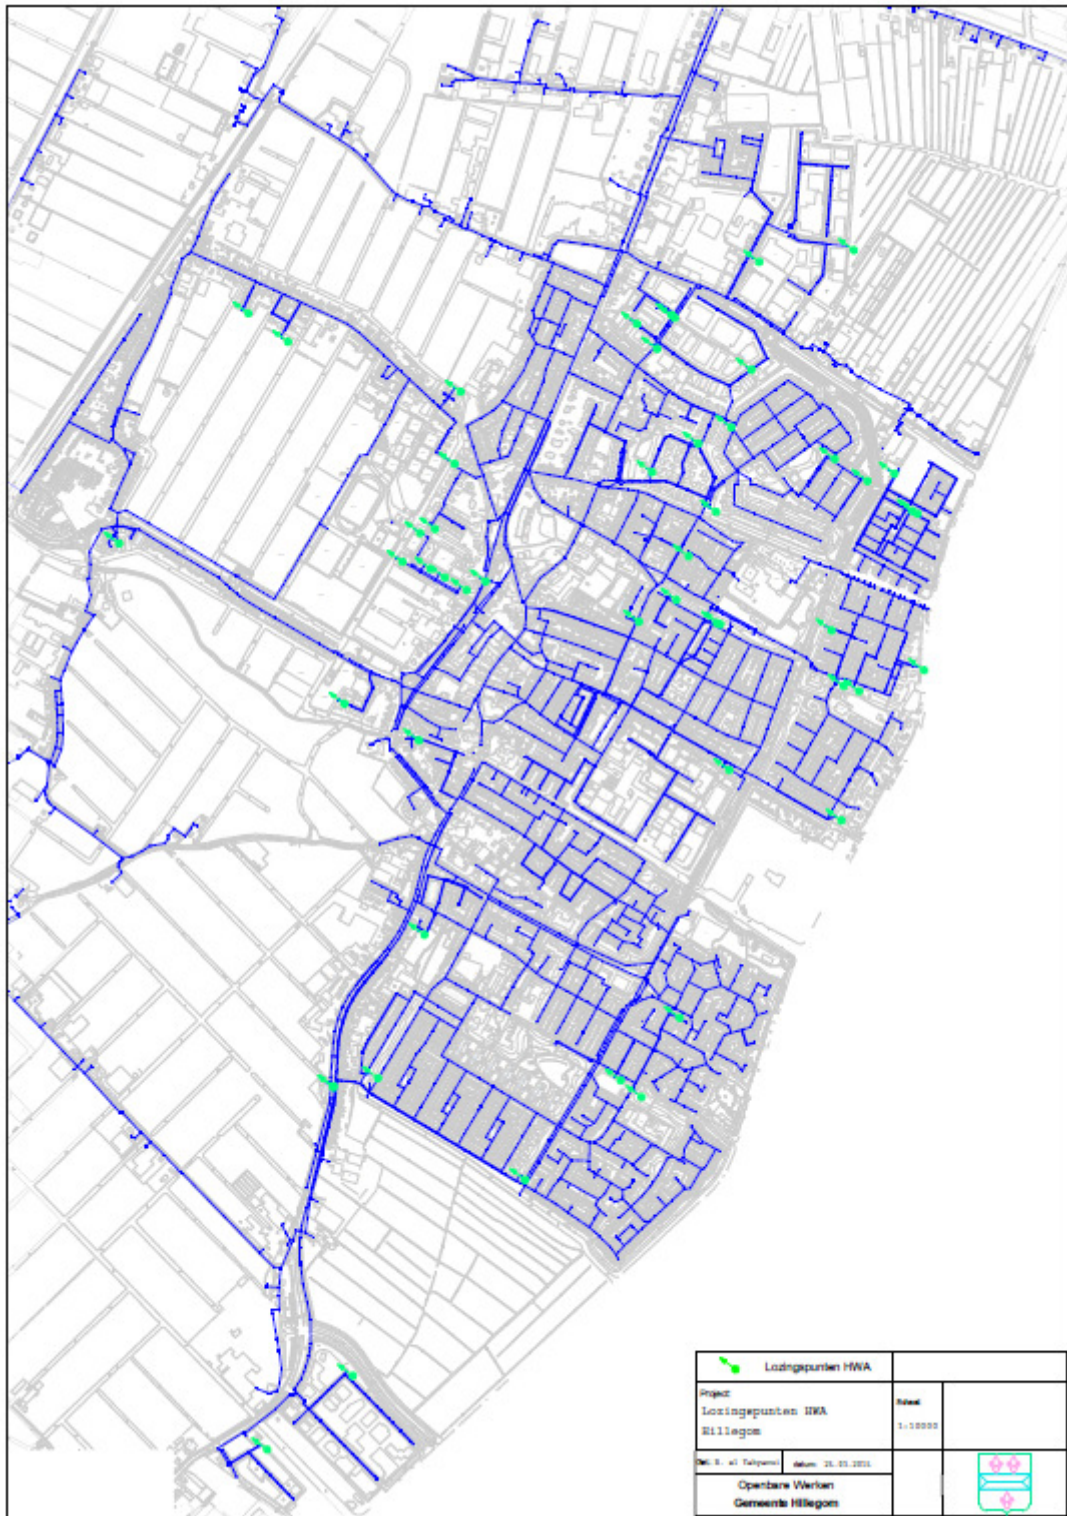 Lozingspunten HWA
Project
Lozingspunten HWA
Hillegom
Schaal
1:10000
datum:
Openbare Werken
Gemeente Hillegom